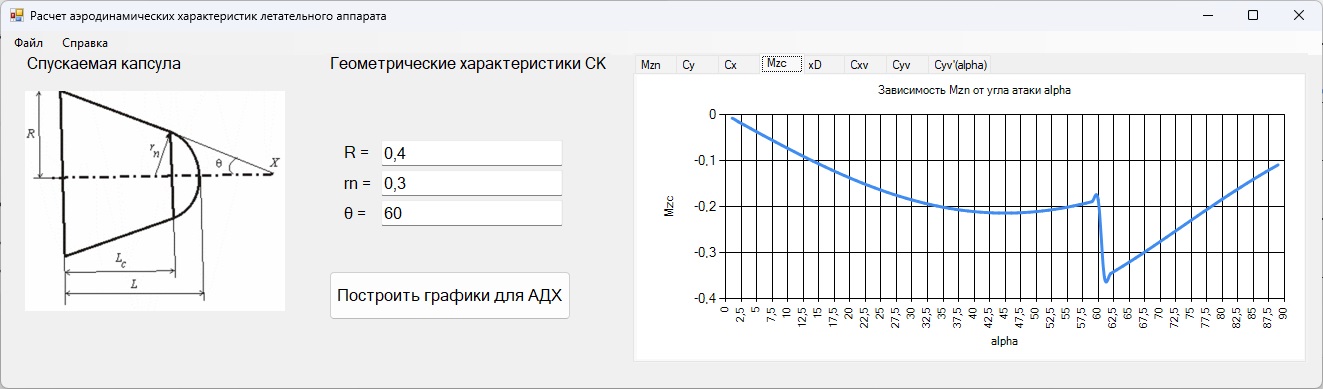 Расчет аэродинамических характеристик летательного аппарата
Файл Справка
Спускаемая капсула
R
rn
θ
X
Lc
L
Геометрические характеристики СК
R = 0,4
rn = 0,3
θ = 60
Построить графики для АДХ
Mzn Cy Cx Mzc xD Cxv Cyv Cyv'(alpha)
Зависимость Mzn от угла атаки alpha
Mzc
0
-0,1
-0,2
-0,3
-0,4
0 2,5 5 7,5 10 12,5 15 17,5 20 22,5 25 27,5 30 32,5 35 37,5 40 42,5 45 47,5 50 52,5 55 57,5 60 62,5 65 67,5 70 72,5 75 77,5 80 82,5 85 87,5 90
alpha